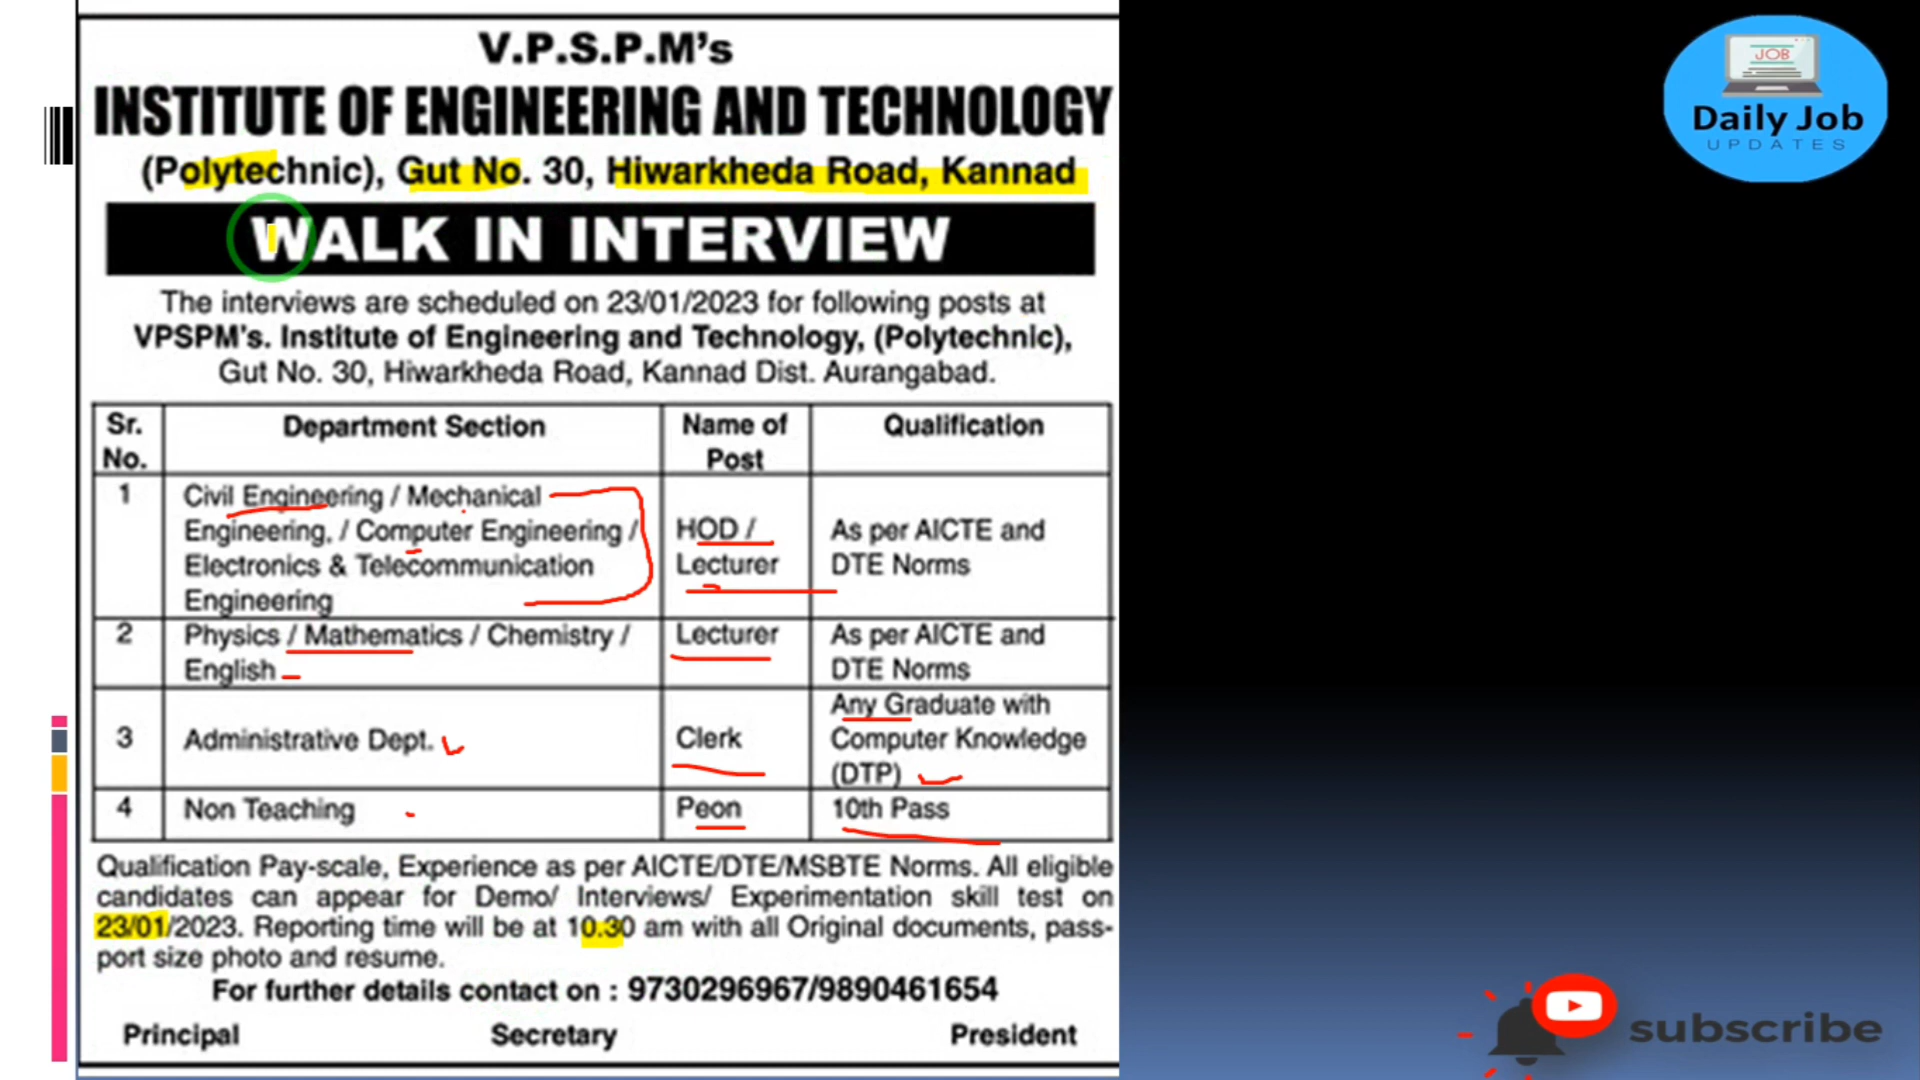 V.P.S.P.M's
INSTITUTE OF ENGINEERING AND TECHNOLOGY
(Polytechnic), Gut No. 30, Hiwarkheda Road, Kannad
WALK IN INTERVIEW
The interviews are scheduled on 23/01/2023 for following posts at
VPSPM's. Institute of Engineering and Technology, (Polytechnic),
Gut No. 30, Hiwarkheda Road, Kannad Dist. Aurangabad.
Sr. No. Department Section Name of Post Qualification
1 Civil Engineering / Mechanical
Engineering, / Computer Engineering / HOD / As per AICTE and
Electronics & Telecommunication Lecturer DTE Norms
Engineering
2 Physics / Mathematics / Chemistry / Lecturer As per AICTE and
English DTE Norms
Any Graduate with
3 Administrative Dept. Clerk Computer Knowledge
(DTP)
4 Non Teaching Peon 10th Pass
Qualification Pay-scale, Experience as per AICTE/DTE/MSBTE Norms. All eligible
candidates can appear for Demo/ Interviews/ Experimentation skill test on
23/01/2023. Reporting time will be at 10.30 am with all Original documents, pass-
port size photo and resume.
For further details contact on : 9730296967/9890461654
Principal Secretary President
JOB
Daily Job
UPDATES
subscribe